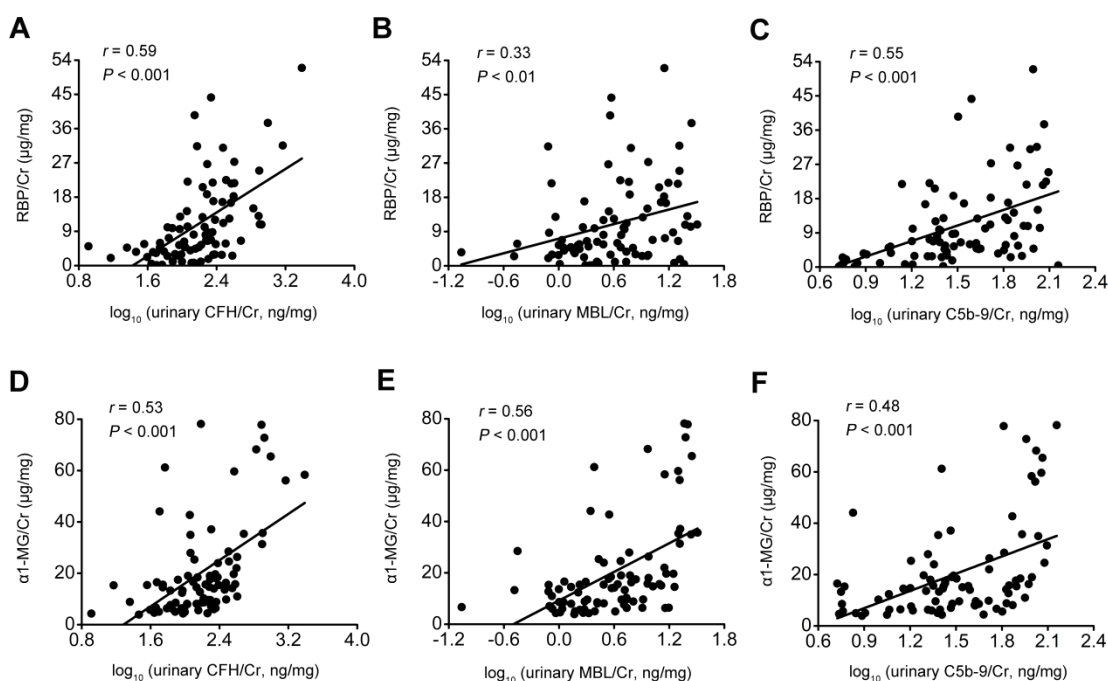 A
r = 0.59
P < 0.001
54
45
36
27
18
9
0
RBP/Cr (μg/mg)
0.8 1.6 2.4 3.2 4.0
log10 (urinary CFH/Cr, ng/mg)
B
r = 0.33
P < 0.01
54
45
36
27
18
9
0
RBP/Cr (μg/mg)
-1.2 -0.6 0.0 0.6 1.2 1.8
log10 (urinary MBL/Cr, ng/mg)
C
r = 0.55
P < 0.001
54
45
36
27
18
9
0
RBP/Cr (μg/mg)
0.6 0.9 1.2 1.5 1.8 2.1 2.4
log10 (urinary C5b-9/Cr, ng/mg)
D
r = 0.53
P < 0.001
80
60
40
20
0
α1-MG/Cr (μg/mg)
0.8 1.6 2.4 3.2 4.0
log10 (urinary CFH/Cr, ng/mg)
E
r = 0.56
P < 0.001
80
60
40
20
0
α1-MG/Cr (μg/mg)
-1.2 -0.6 0.0 0.6 1.2 1.8
log10 (urinary MBL/Cr, ng/mg)
F
r = 0.48
P < 0.001
80
60
40
20
0
α1-MG/Cr (μg/mg)
0.6 0.9 1.2 1.5 1.8 2.1 2.4
log10 (urinary C5b-9/Cr, ng/mg)